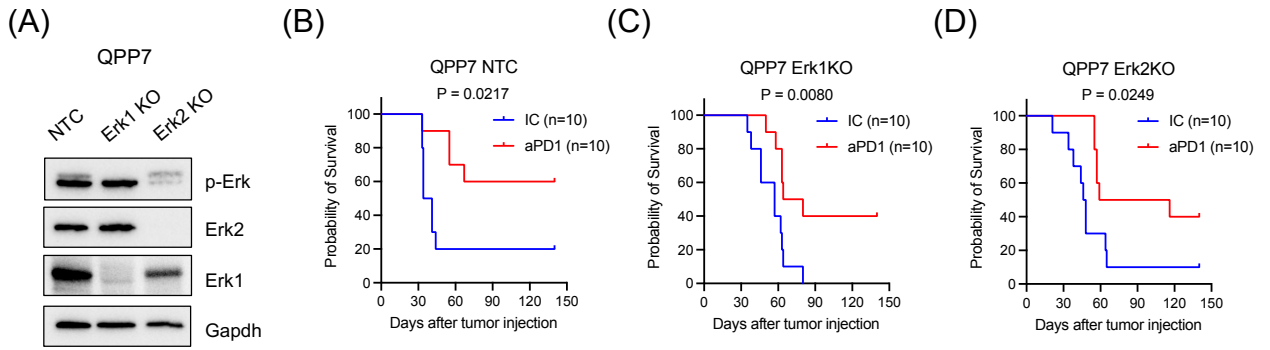 (A)
QPP7
NTC
Erk1 KO
Erk2 KO
p-Erk
Erk2
Erk1
Gapdh
(B)
QPP7 NTC
P = 0.0217
IC (n=10)
aPD1 (n=10)
Probability of Survival
100
80
60
40
20
0
0 30 60 90 120 150
Days after tumor injection
(C)
QPP7 Erk1KO
P = 0.0080
IC (n=10)
aPD1 (n=10)
Probability of Survival
100
80
60
40
20
0
0 30 60 90 120 150
Days after tumor injection
(D)
QPP7 Erk2KO
P = 0.0249
IC (n=10)
aPD1 (n=10)
Probability of Survival
100
80
60
40
20
0
0 30 60 90 120 150
Days after tumor injection